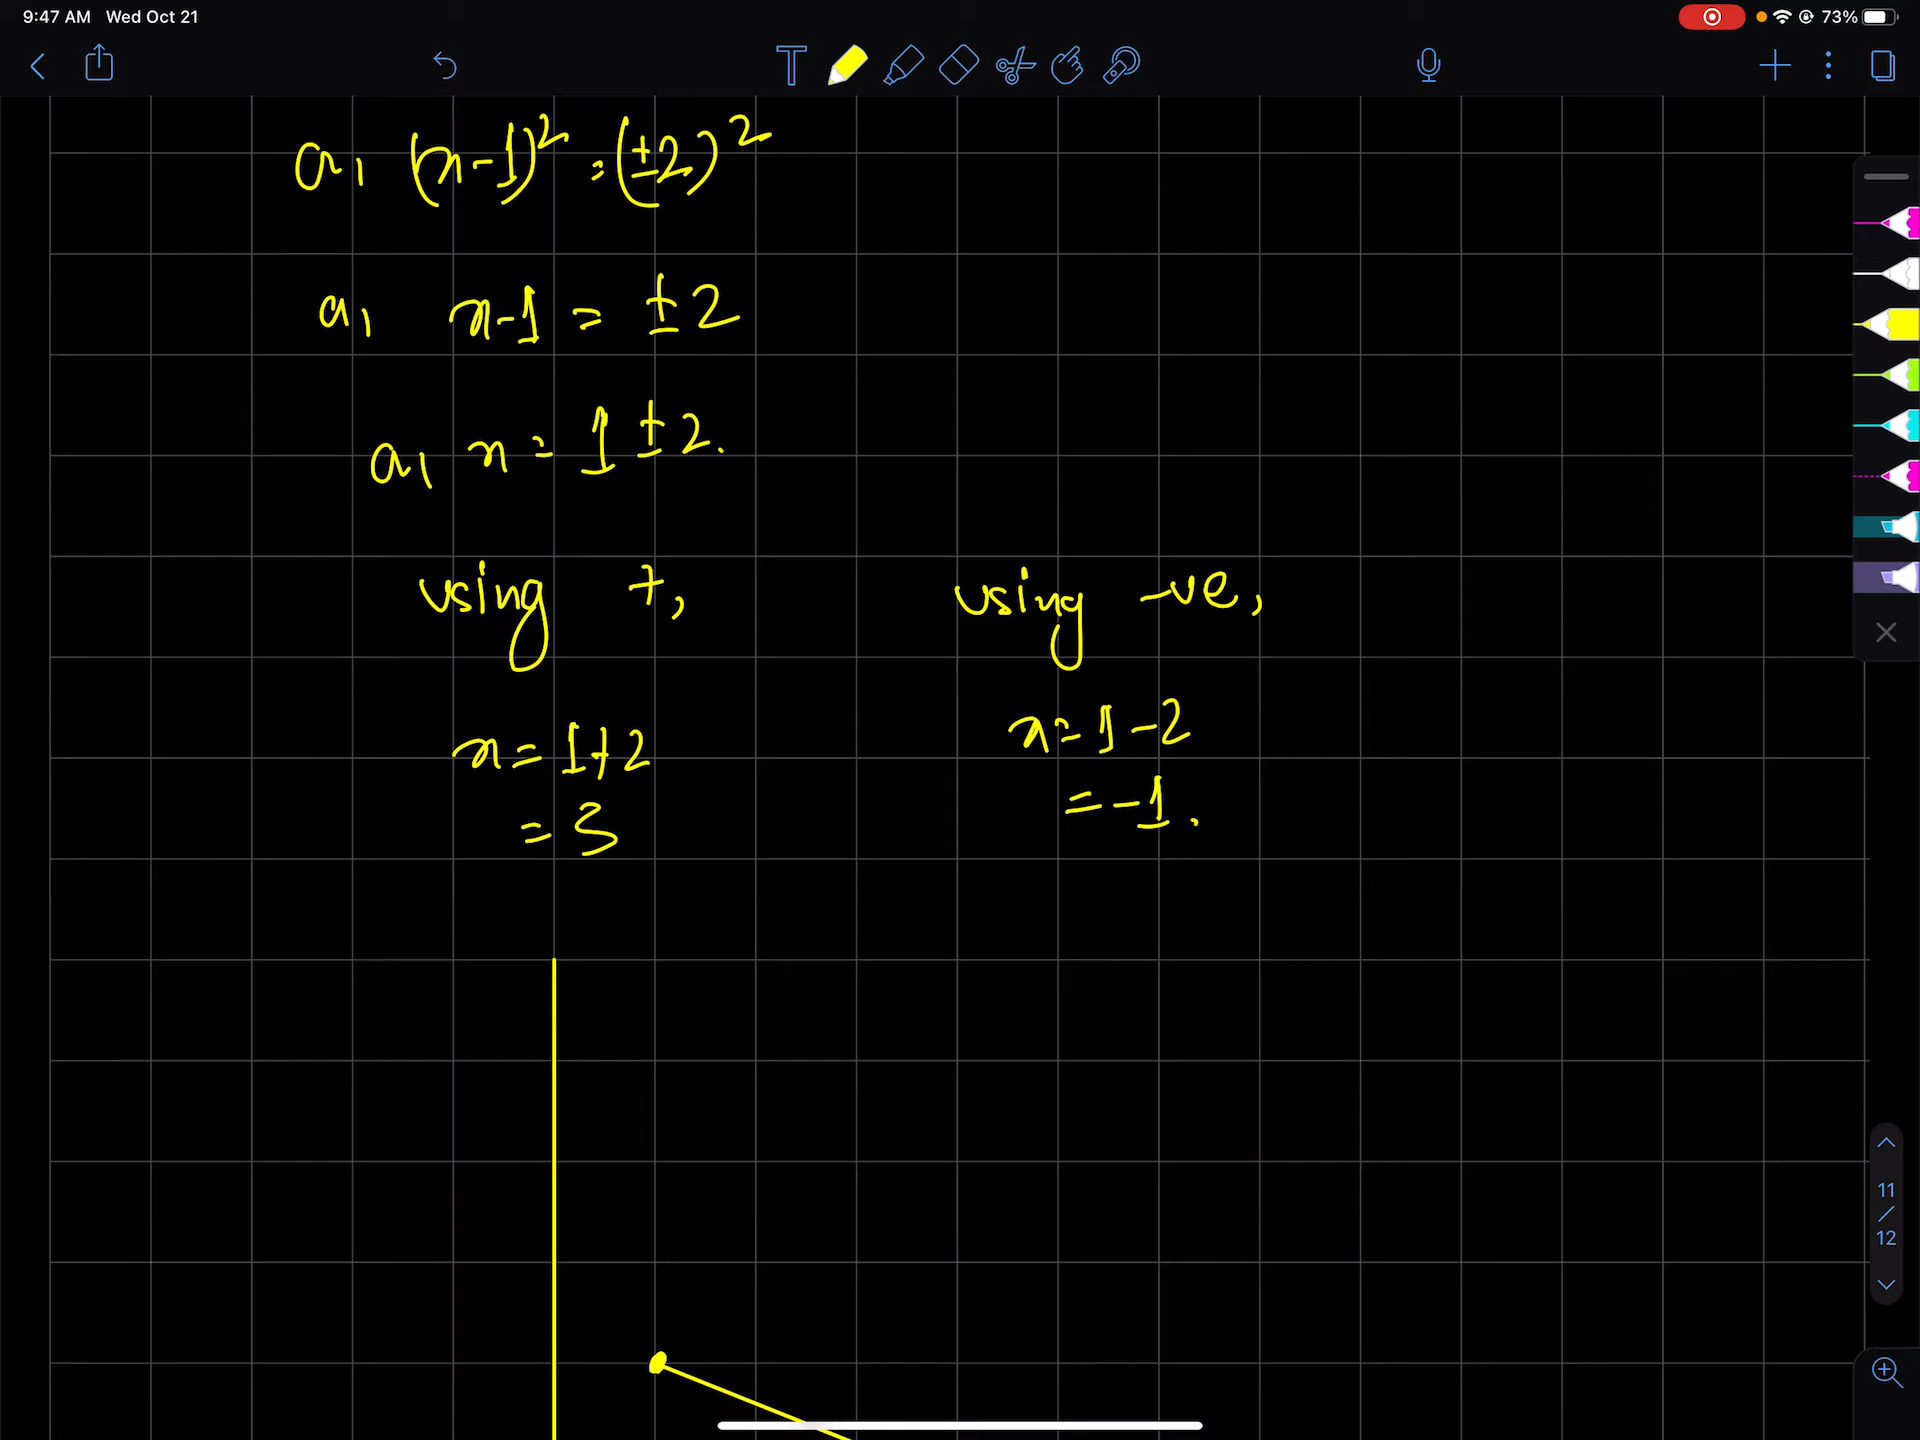 9:47 AM Wed Oct 21
73%
a, (x-1)² = (±2)²
a, x-1 = ±2
a, x = 1 ± 2.
using +,
using -ve,
x = 1+2
= 3
x = 1-2
= -1.
11
/
12